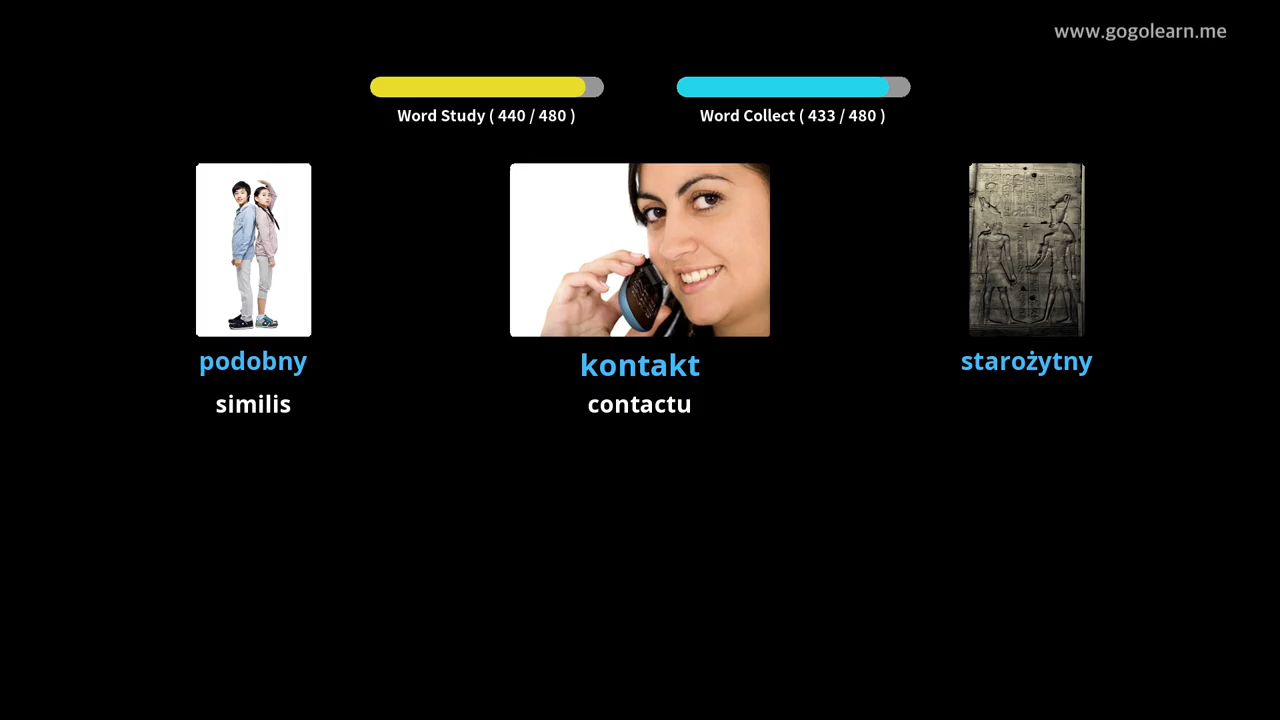 www.gogolearn.me
Word Study ( 440 / 480 )
Word Collect ( 433 / 480 )
podobny
kontakt
starożytny
similis
contactu